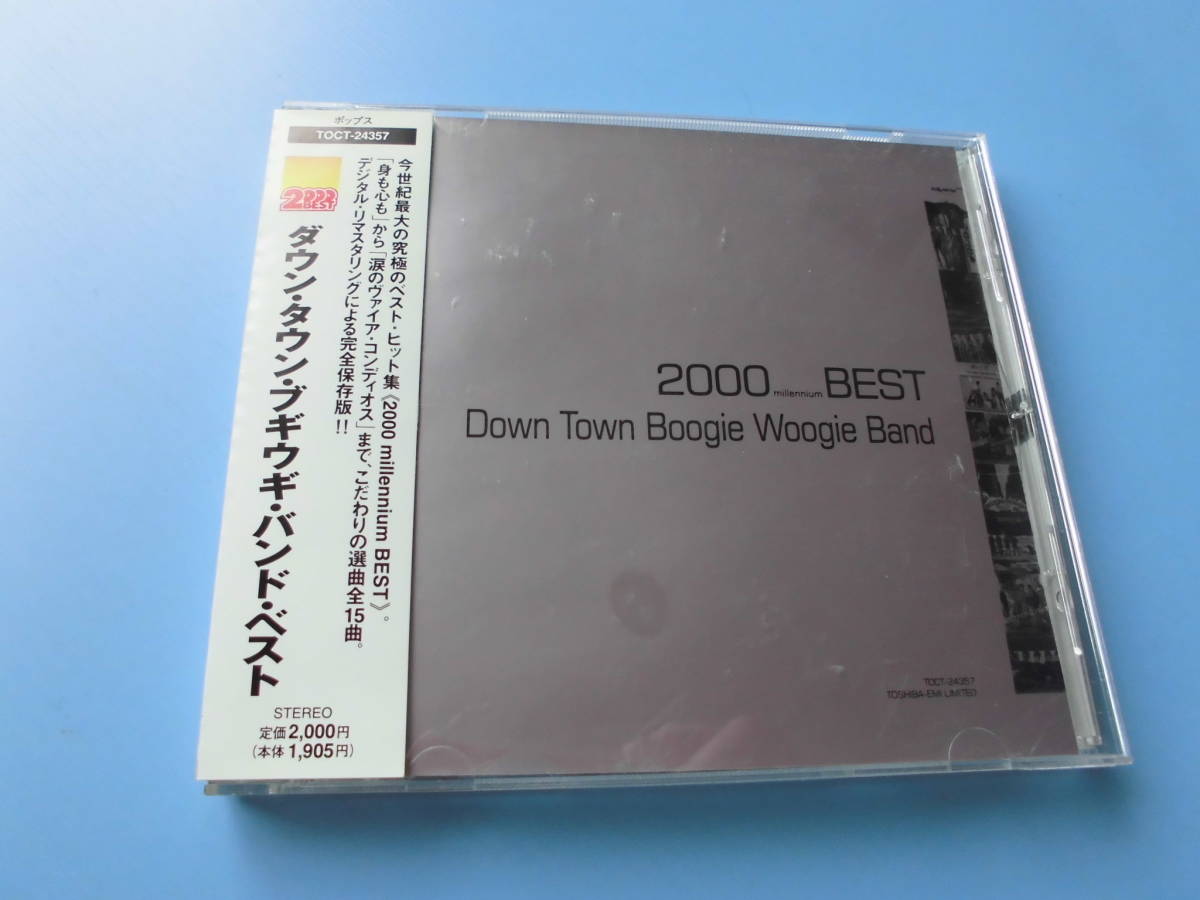 ポップス
TOCT-24357
2000
BEST
今世紀最大の究極のベスト・ヒット集《2000 millennium BEST》。
「身も心も」から「涙のヴァイア・コンディオス」まで、こだわりの選曲全15曲。
デジタル・リマスタリングによる完全保存版!!
ダウン・タウン・ブギウギ・バンド・ベスト
STEREO
定価2,000円
(本体1,905円)
2000 millennium BEST
Down Town Boogie Woogie Band
TOCT-24357
TOSHIBA-EMI LIMITED